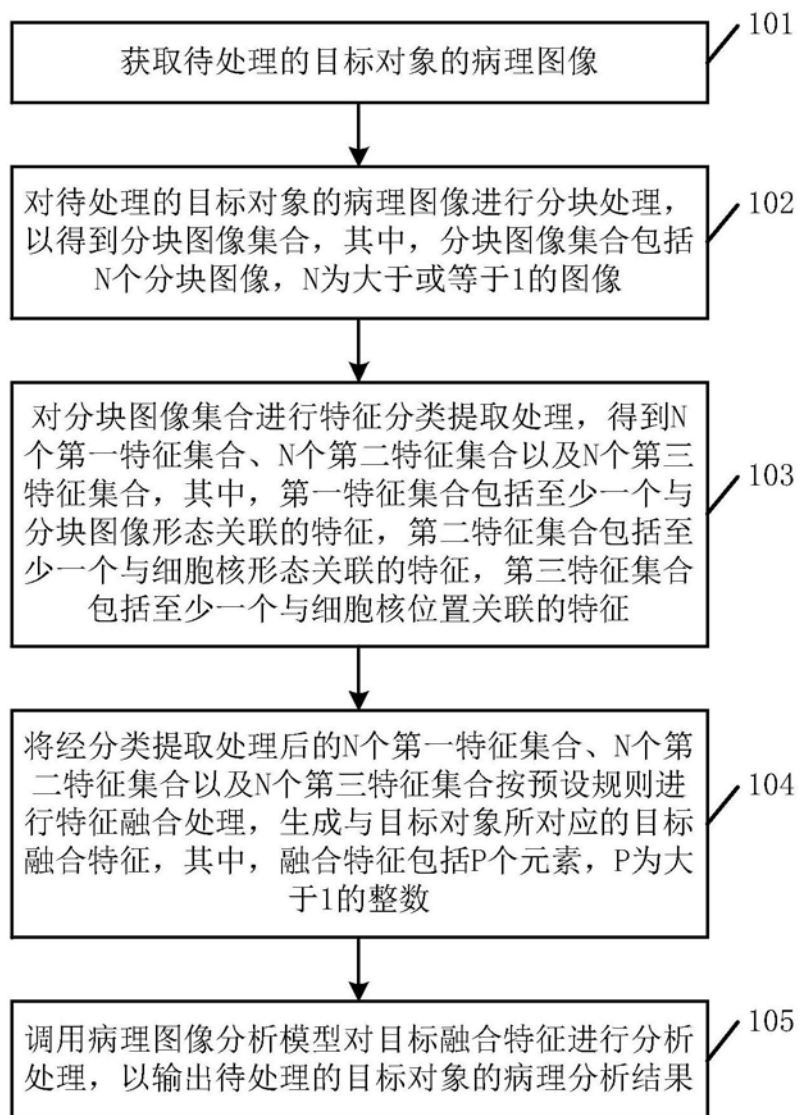 获取待处理的目标对象的病理图像
101
对待处理的目标对象的病理图像进行分块处理，
以得到分块图像集合，其中，分块图像集合包括
N个分块图像，N为大于或等于1的图像
102
对分块图像集合进行特征分类提取处理，得到N
个第一特征集合、N个第二特征集合以及N个第三
特征集合，其中，第一特征集合包括至少一个与
分块图像形态关联的特征，第二特征集合包括至
少一个与细胞核形态关联的特征，第三特征集合
包括至少一个与细胞核位置关联的特征
103
将经分类提取处理后的N个第一特征集合、N个第
二特征集合以及N个第三特征集合按预设规则进
行特征融合处理，生成与目标对象所对应的目标
融合特征，其中，融合特征包括P个元素，P为大
于1的整数
104
调用病理图像分析模型对目标融合特征进行分析
处理，以输出待处理的目标对象的病理分析结果
105